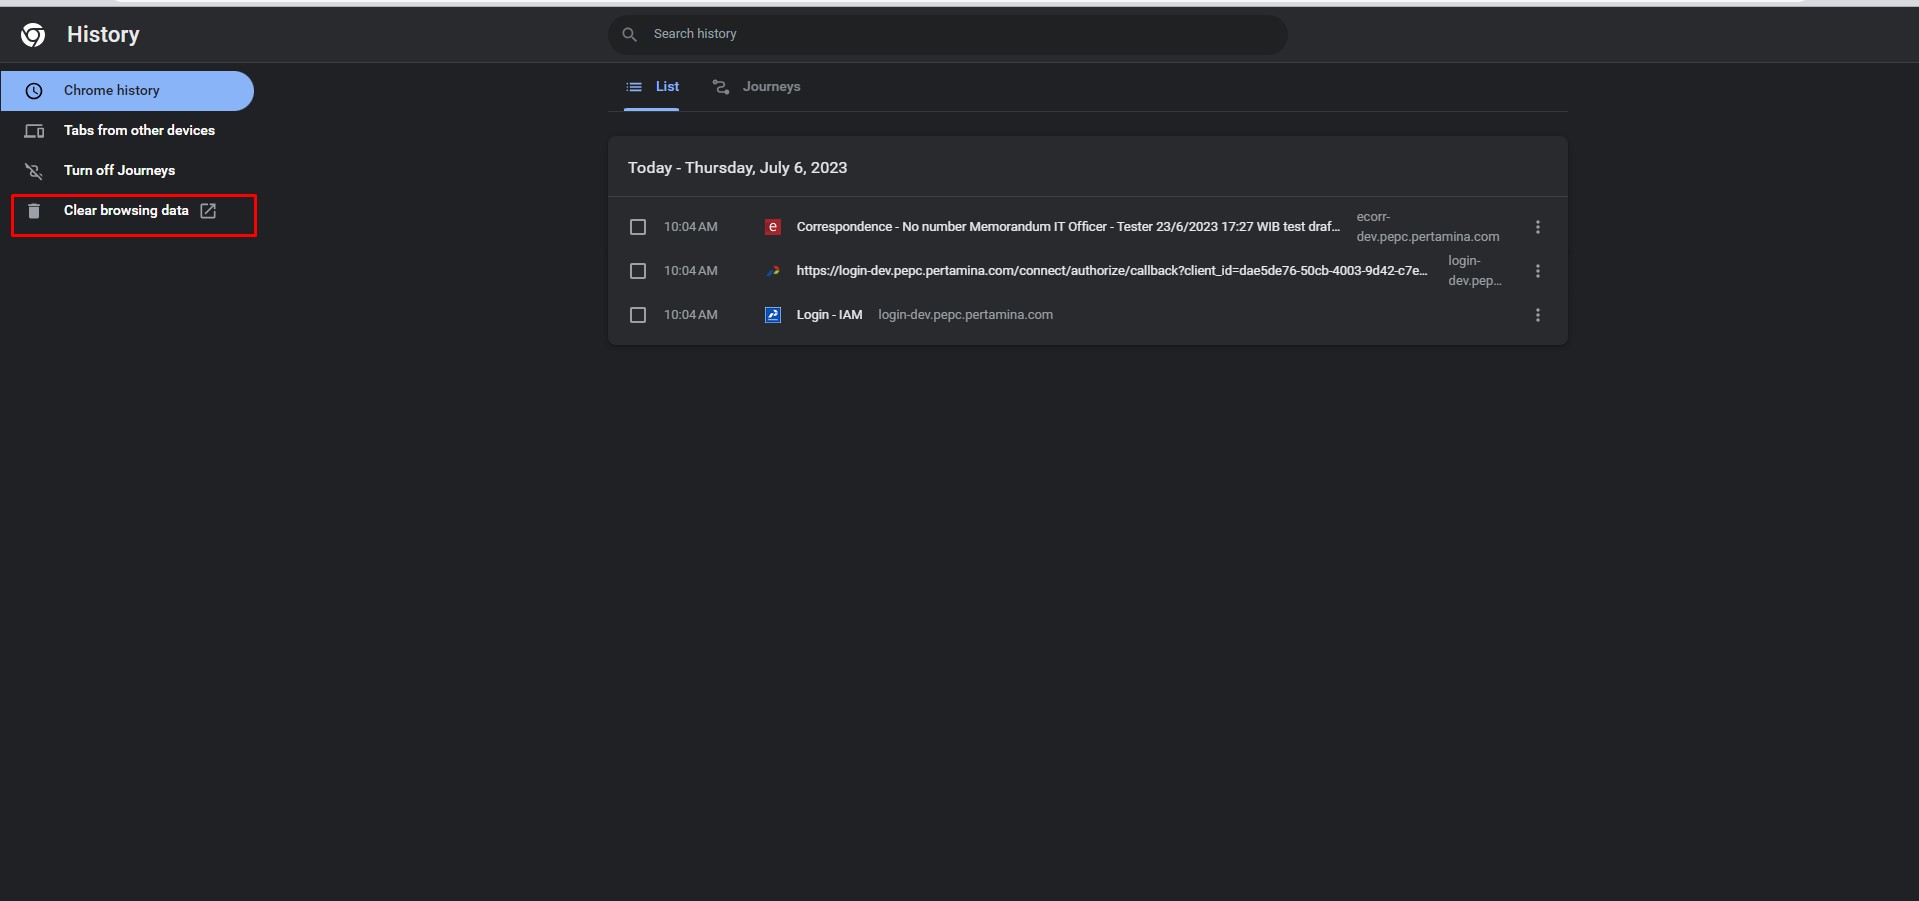 History
Search history
Chrome history
Tabs from other devices
Turn off Journeys
Clear browsing data
List
Journeys
Today - Thursday, July 6, 2023
10:04 AM
e
Correspondence - No number Memorandum IT Officer - Tester 23/6/2023 17:27 WIB test draf...
ecorr-
dev.pepc.pertamina.com
10:04 AM
https://login-dev.pepc.pertamina.com/connect/authorize/callback?client_id=dae5de76-50cb-4003-9d42-c7e...
login-
dev.pep...
10:04 AM
Login - IAM
login-dev.pepc.pertamina.com